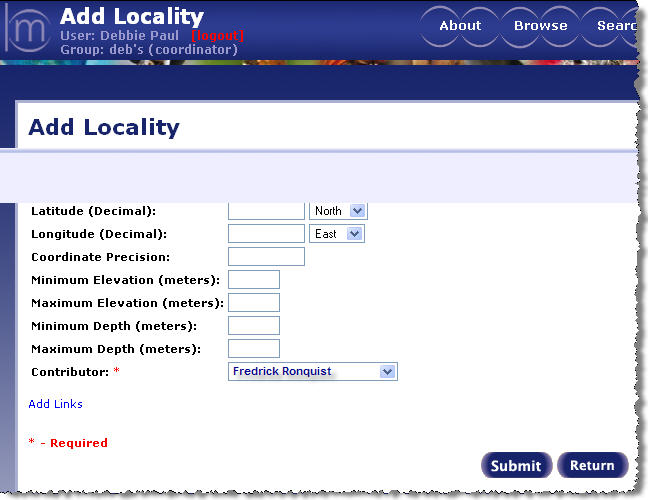 m
Add Locality
User: Debbie Paul [logout]
Group: deb's (coordinator)
About Browse Searc
Add Locality
Latitude (Decimal): North
Longitude (Decimal): East
Coordinate Precision:
Minimum Elevation (meters):
Maximum Elevation (meters):
Minimum Depth (meters):
Maximum Depth (meters):
Contributor: * Fredrick Ronquist
Add Links
* - Required
Submit Return